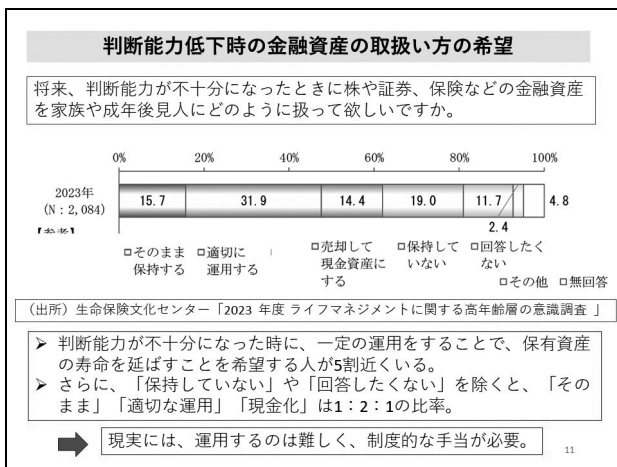 判断能力低下時の金融資産の取扱い方の希望
将来、判断能力が不十分になったときに株や証券、保険などの金融資産
を家族や成年後見人にどのように扱って欲しいですか。
0% 20% 40% 60% 80% 100%
2023年
(N:2,084)
15.7 31.9 14.4 19.0 11.7 4.8
2.4
□そのまま
保持する
□適切に
運用する
□売却して
現金資産に
する
□保持して
いない
□回答したく
ない
□その他 □無回答
(出所)生命保険文化センター「2023 年度 ライフマネジメントに関する高年齢層の意識調査 」
➢ 判断能力が不十分になった時に、一定の運用をすることで、保有資産
の寿命を延ばすことを希望する人が5割近くいる。
➢ さらに、「保持していない」や「回答したくない」を除くと、「そのまま」「適切な運用」「現金化」は1:2:1の比率。
現実には、運用するのは難しく、制度的な手当が必要。
11